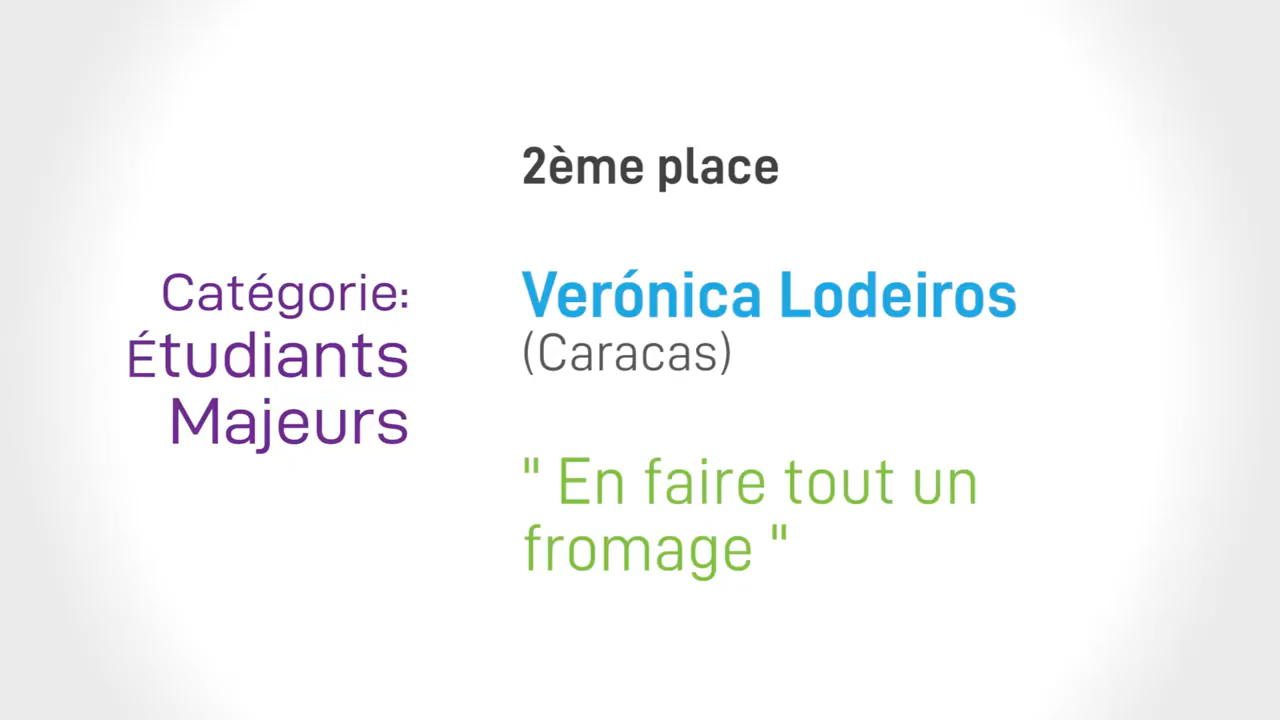 2ème place
Catégorie:
Étudiants
Majeurs
Verónica Lodeiros
(Caracas)
" En faire tout un
fromage "